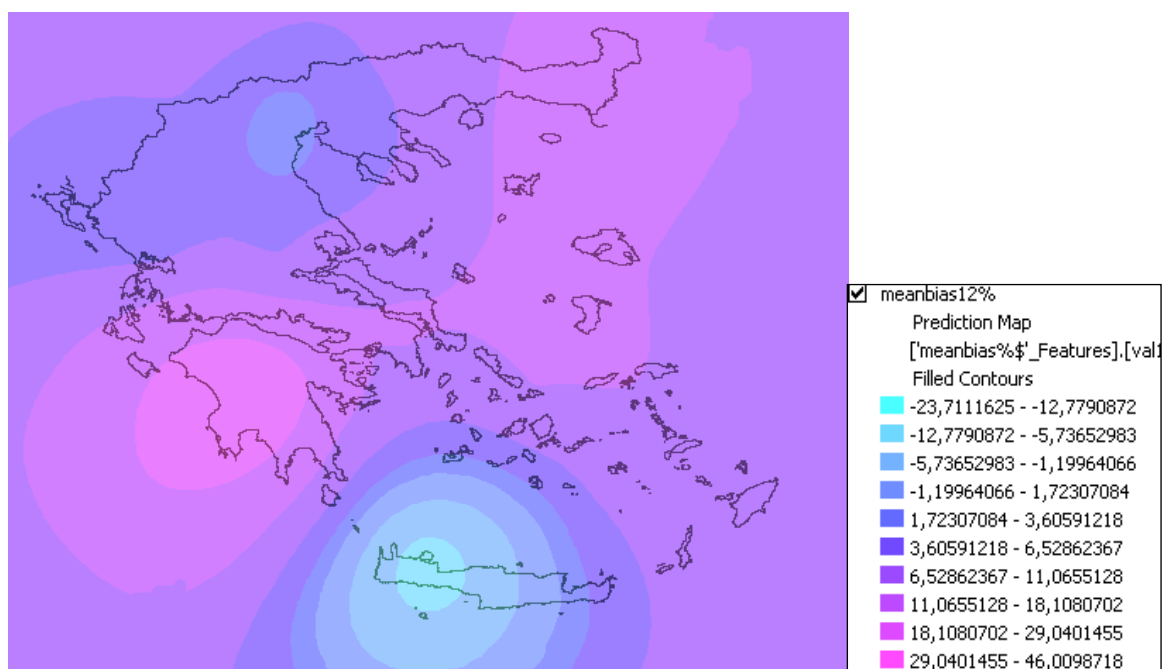 meanbias12%
Prediction Map
['meanbias%$'_Features].[val1
Filled Contours
-23,7111625 - -12,7790872
-12,7790872 - -5,73652983
-5,73652983 - -1,19964066
-1,19964066 - 1,72307084
1,72307084 - 3,60591218
3,60591218 - 6,52862367
6,52862367 - 11,0655128
11,0655128 - 18,1080702
18,1080702 - 29,0401455
29,0401455 - 46,0098718